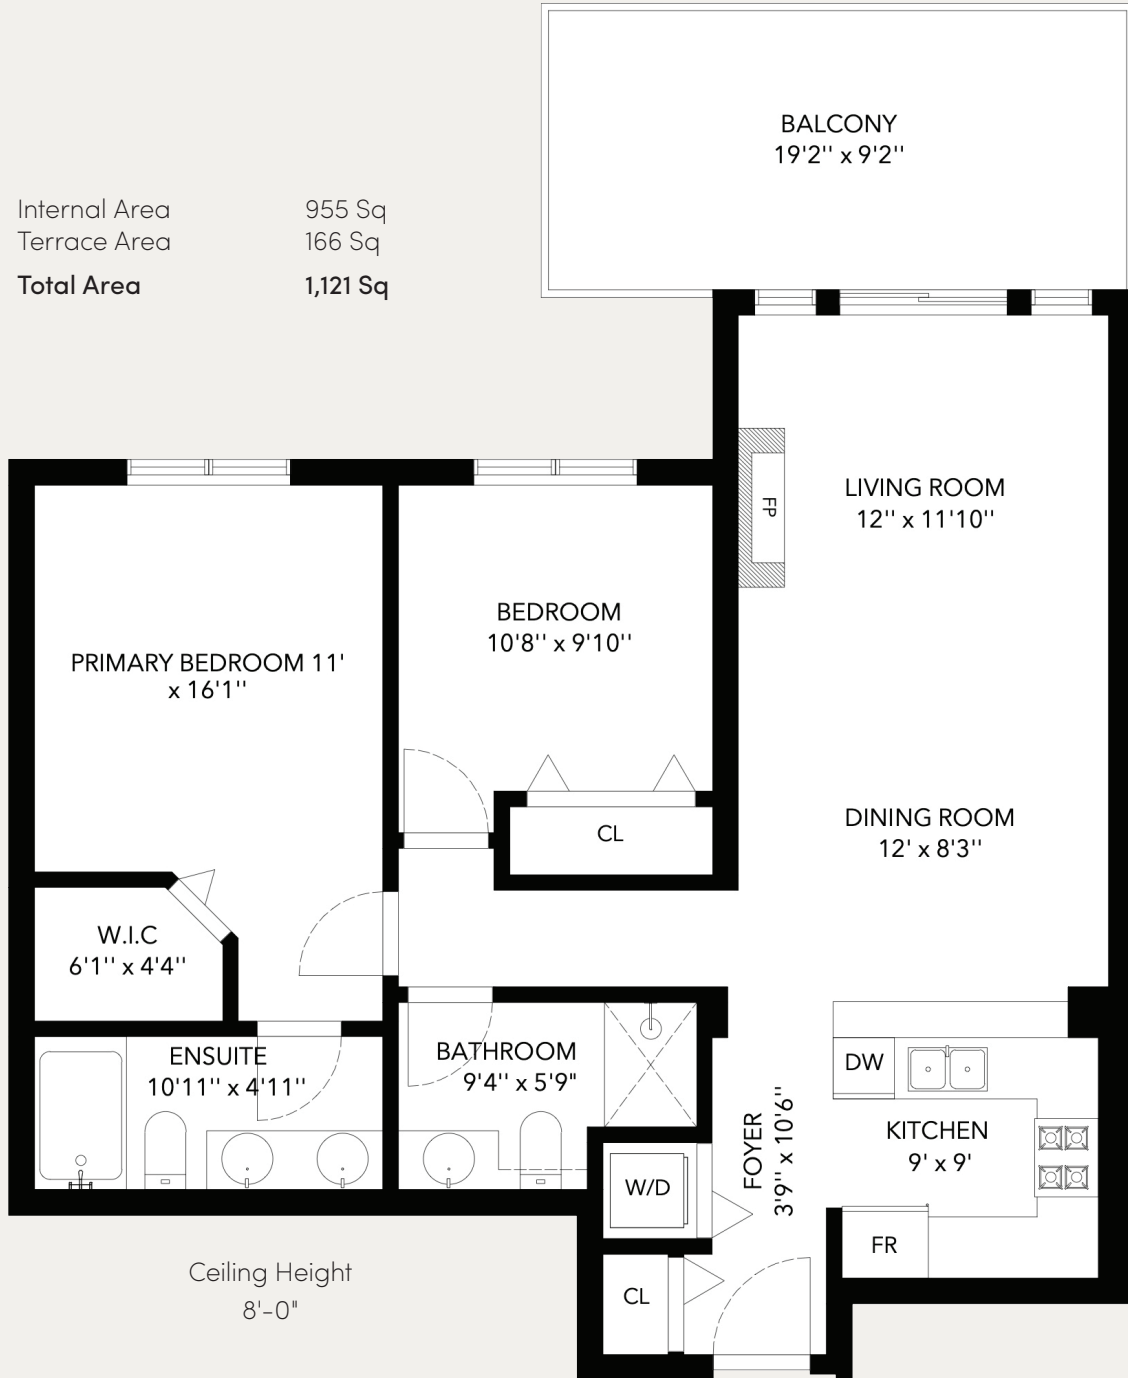 BALCONY
19'2'' x 9'2''
Internal Area 955 Sq
Terrace Area 166 Sq
Total Area 1,121 Sq
LIVING ROOM
12'' x 11'10''
FP
BEDROOM
10'8'' x 9'10''
PRIMARY BEDROOM 11'
x 16'1''
DINING ROOM
12' x 8'3''
CL
W.I.C
6'1'' x 4'4''
ENSUITE
10'11'' x 4'11''
BATHROOM
9'4'' x 5'9"
DW
KITCHEN
9' x 9'
FOYER
3'9'' x 10'6''
W/D
FR
CL
Ceiling Height
8'-0"